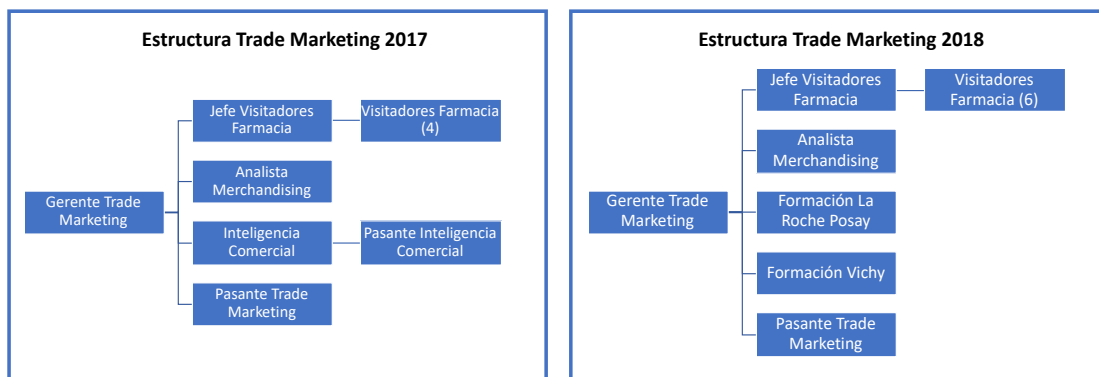 Estructura Trade Marketing 2017
Jefe Visitadores
Farmacia
Visitadores Farmacia
(4)
Analista
Merchandising
Gerente Trade
Marketing
Inteligencia
Comercial
Pasante Inteligencia
Comercial
Pasante Trade
Marketing
Estructura Trade Marketing 2018
Jefe Visitadores
Farmacia
Visitadores
Farmacia (6)
Analista
Merchandising
Gerente Trade
Marketing
Formación La
Roche Posay
Formación Vichy
Pasante Trade
Marketing